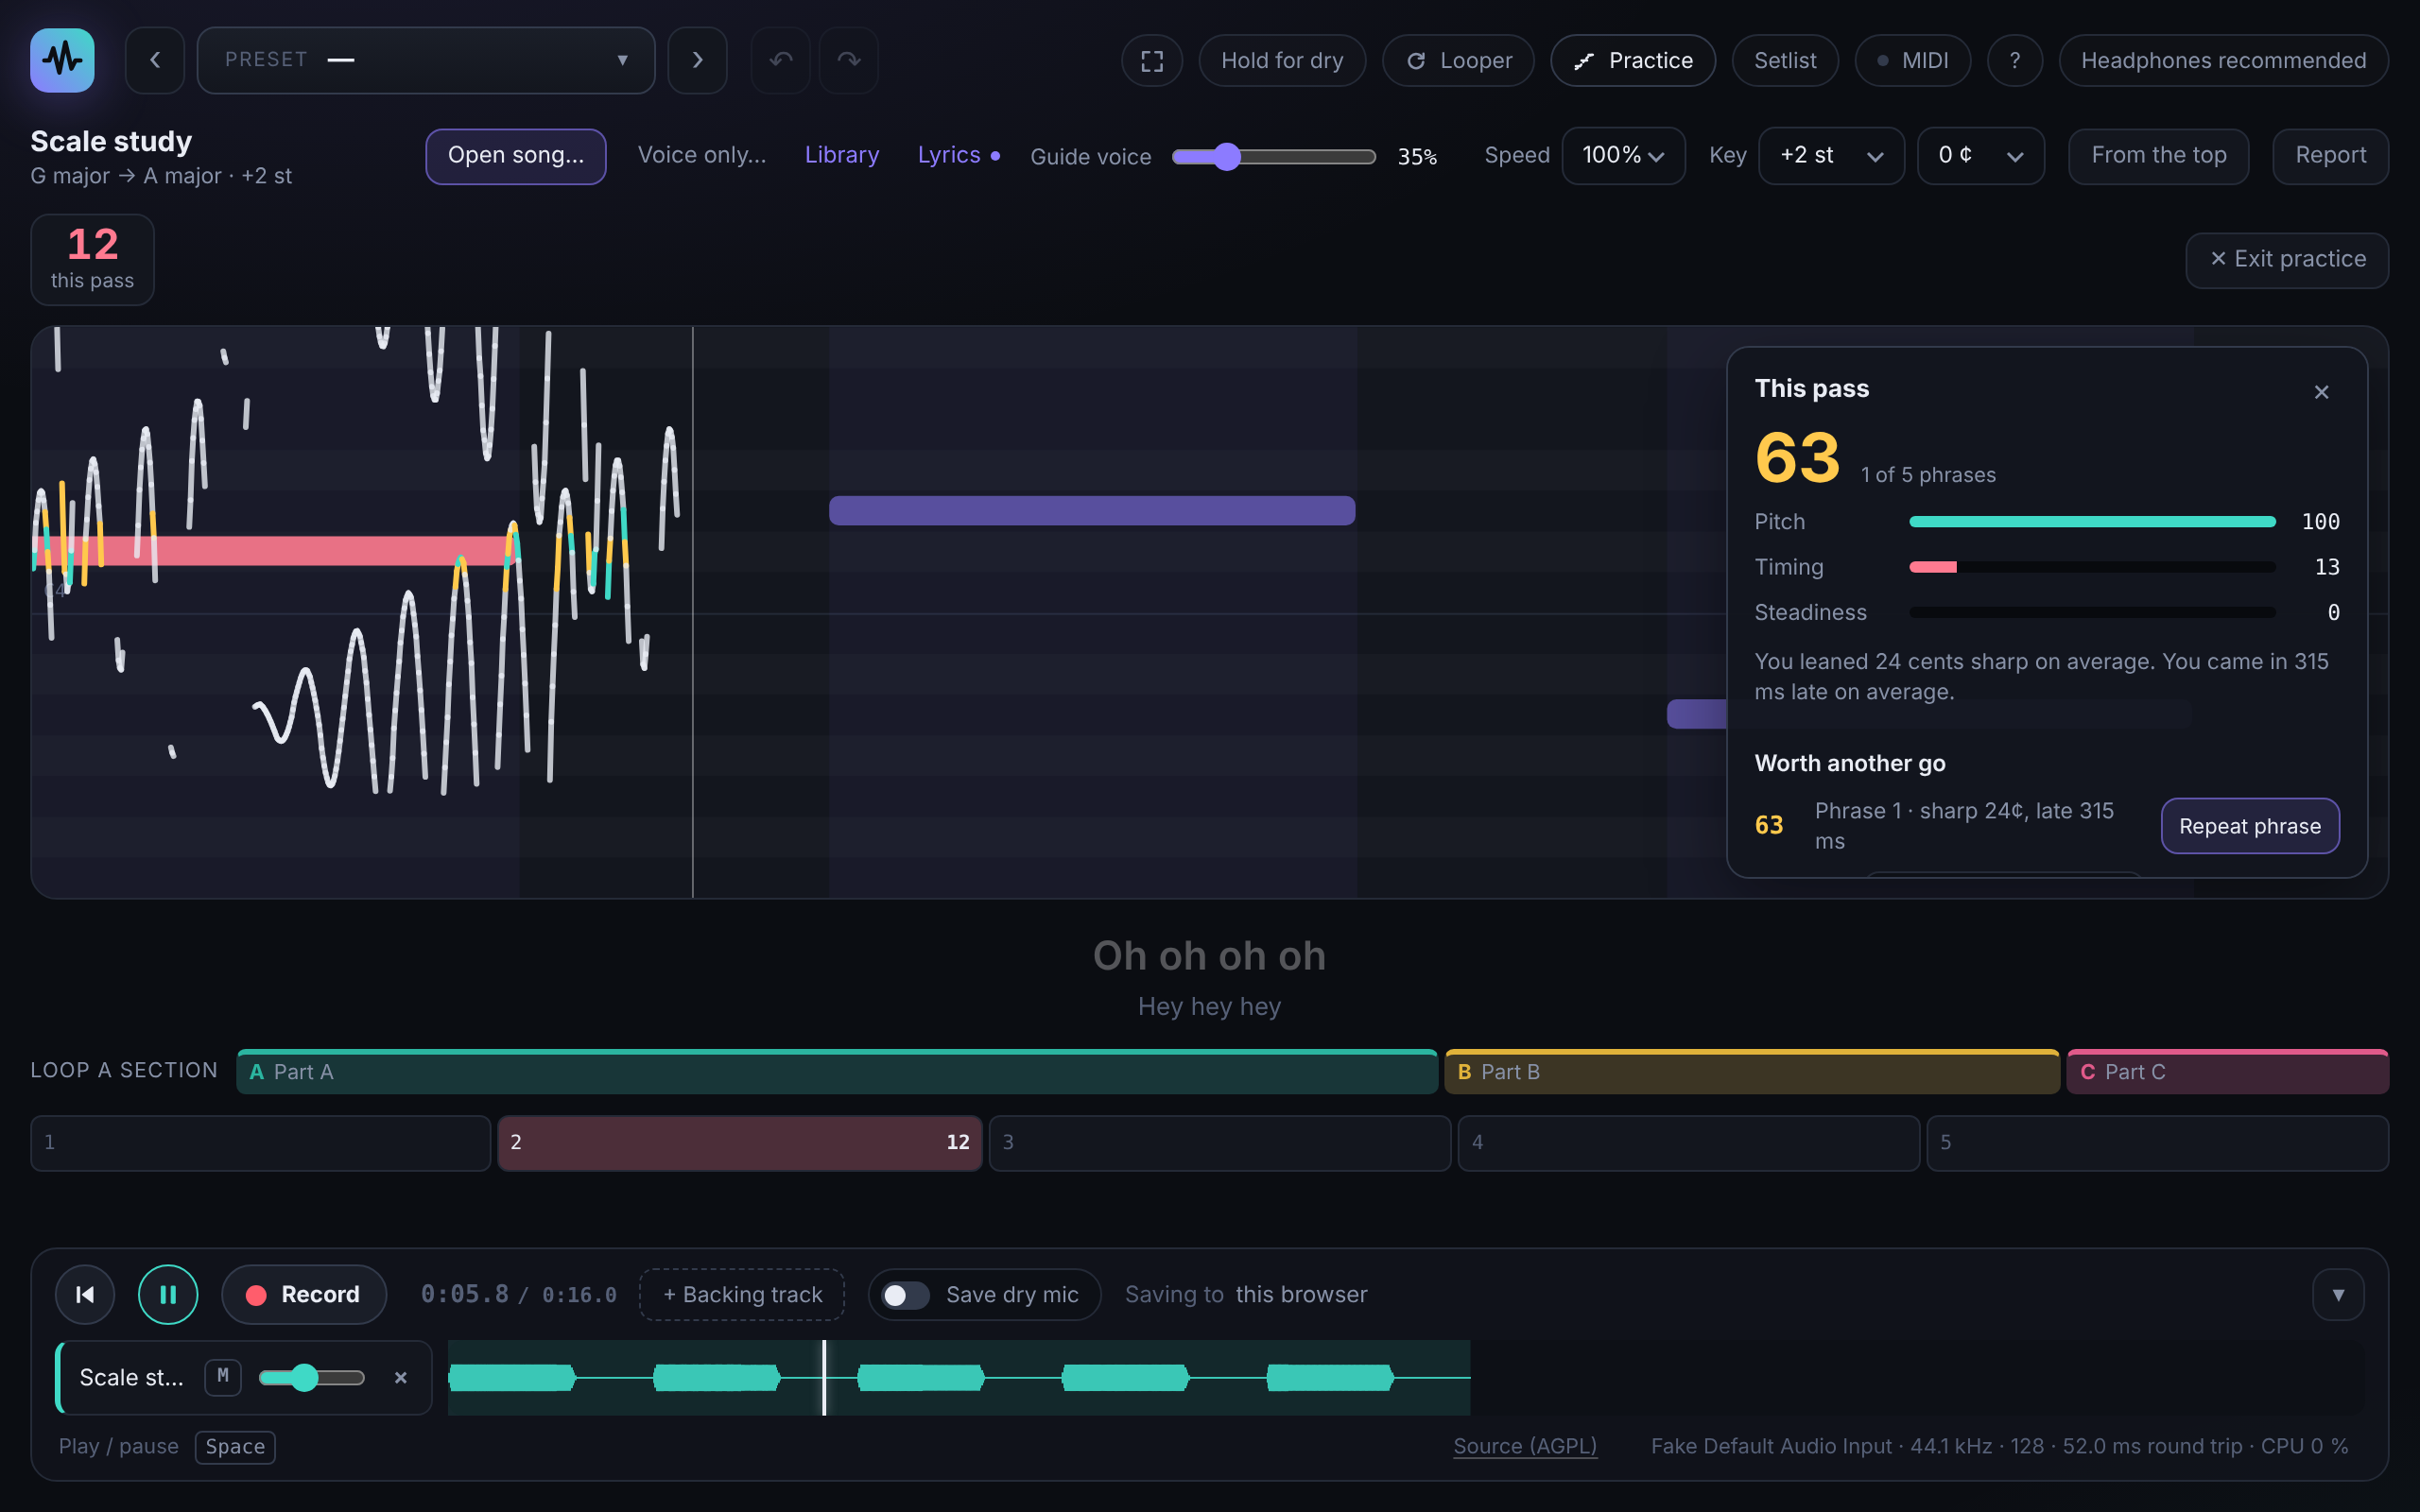 PRESET —
Hold for dry
Looper
Practice
Setlist
MIDI
?
Headphones recommended
Scale study
G major → A major · +2 st
Open song...
Voice only...
Library
Lyrics
Guide voice
35%
Speed
100%
Key
+2 st
0 ¢
From the top
Report
12
this pass
✕ Exit practice
This pass
✕
63
1 of 5 phrases
Pitch
100
Timing
13
Steadiness
0
You leaned 24 cents sharp on average. You came in 315
ms late on average.
Worth another go
63
Phrase 1 · sharp 24¢, late 315
ms
Repeat phrase
Oh oh oh oh
Hey hey hey
LOOP A SECTION
A Part A
B Part B
C Part C
1
2
12
3
4
5
Record
0:05.8 / 0:16.0
+ Backing track
Save dry mic
Saving to this browser
Scale st...
M
×
Play / pause
Space
Source (AGPL)
Fake Default Audio Input · 44.1 kHz · 128 · 52.0 ms round trip · CPU 0 %